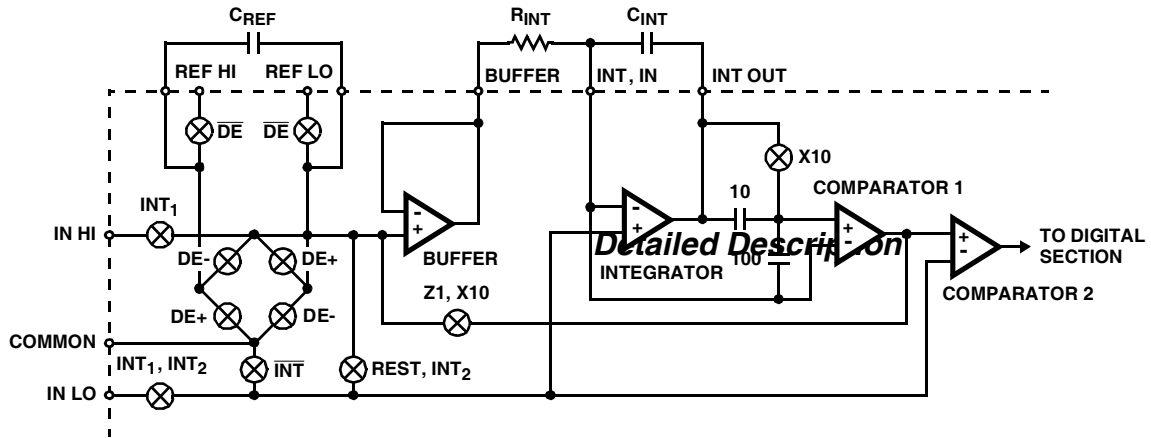 CREF
RINT
CINT
REF HI
REF LO
BUFFER
INT, IN
INT OUT
DE
DE
X10
10
COMPARATOR 1
INT1
IN HI
-
+
BUFFER
-
+
Detailed Description
INTEGRATOR
100
+
-
+
-
TO DIGITAL
SECTION
COMPARATOR 2
DE-
DE+
Z1, X10
DE+
DE-
COMMON
INT1, INT2
INT
REST, INT2
IN LO